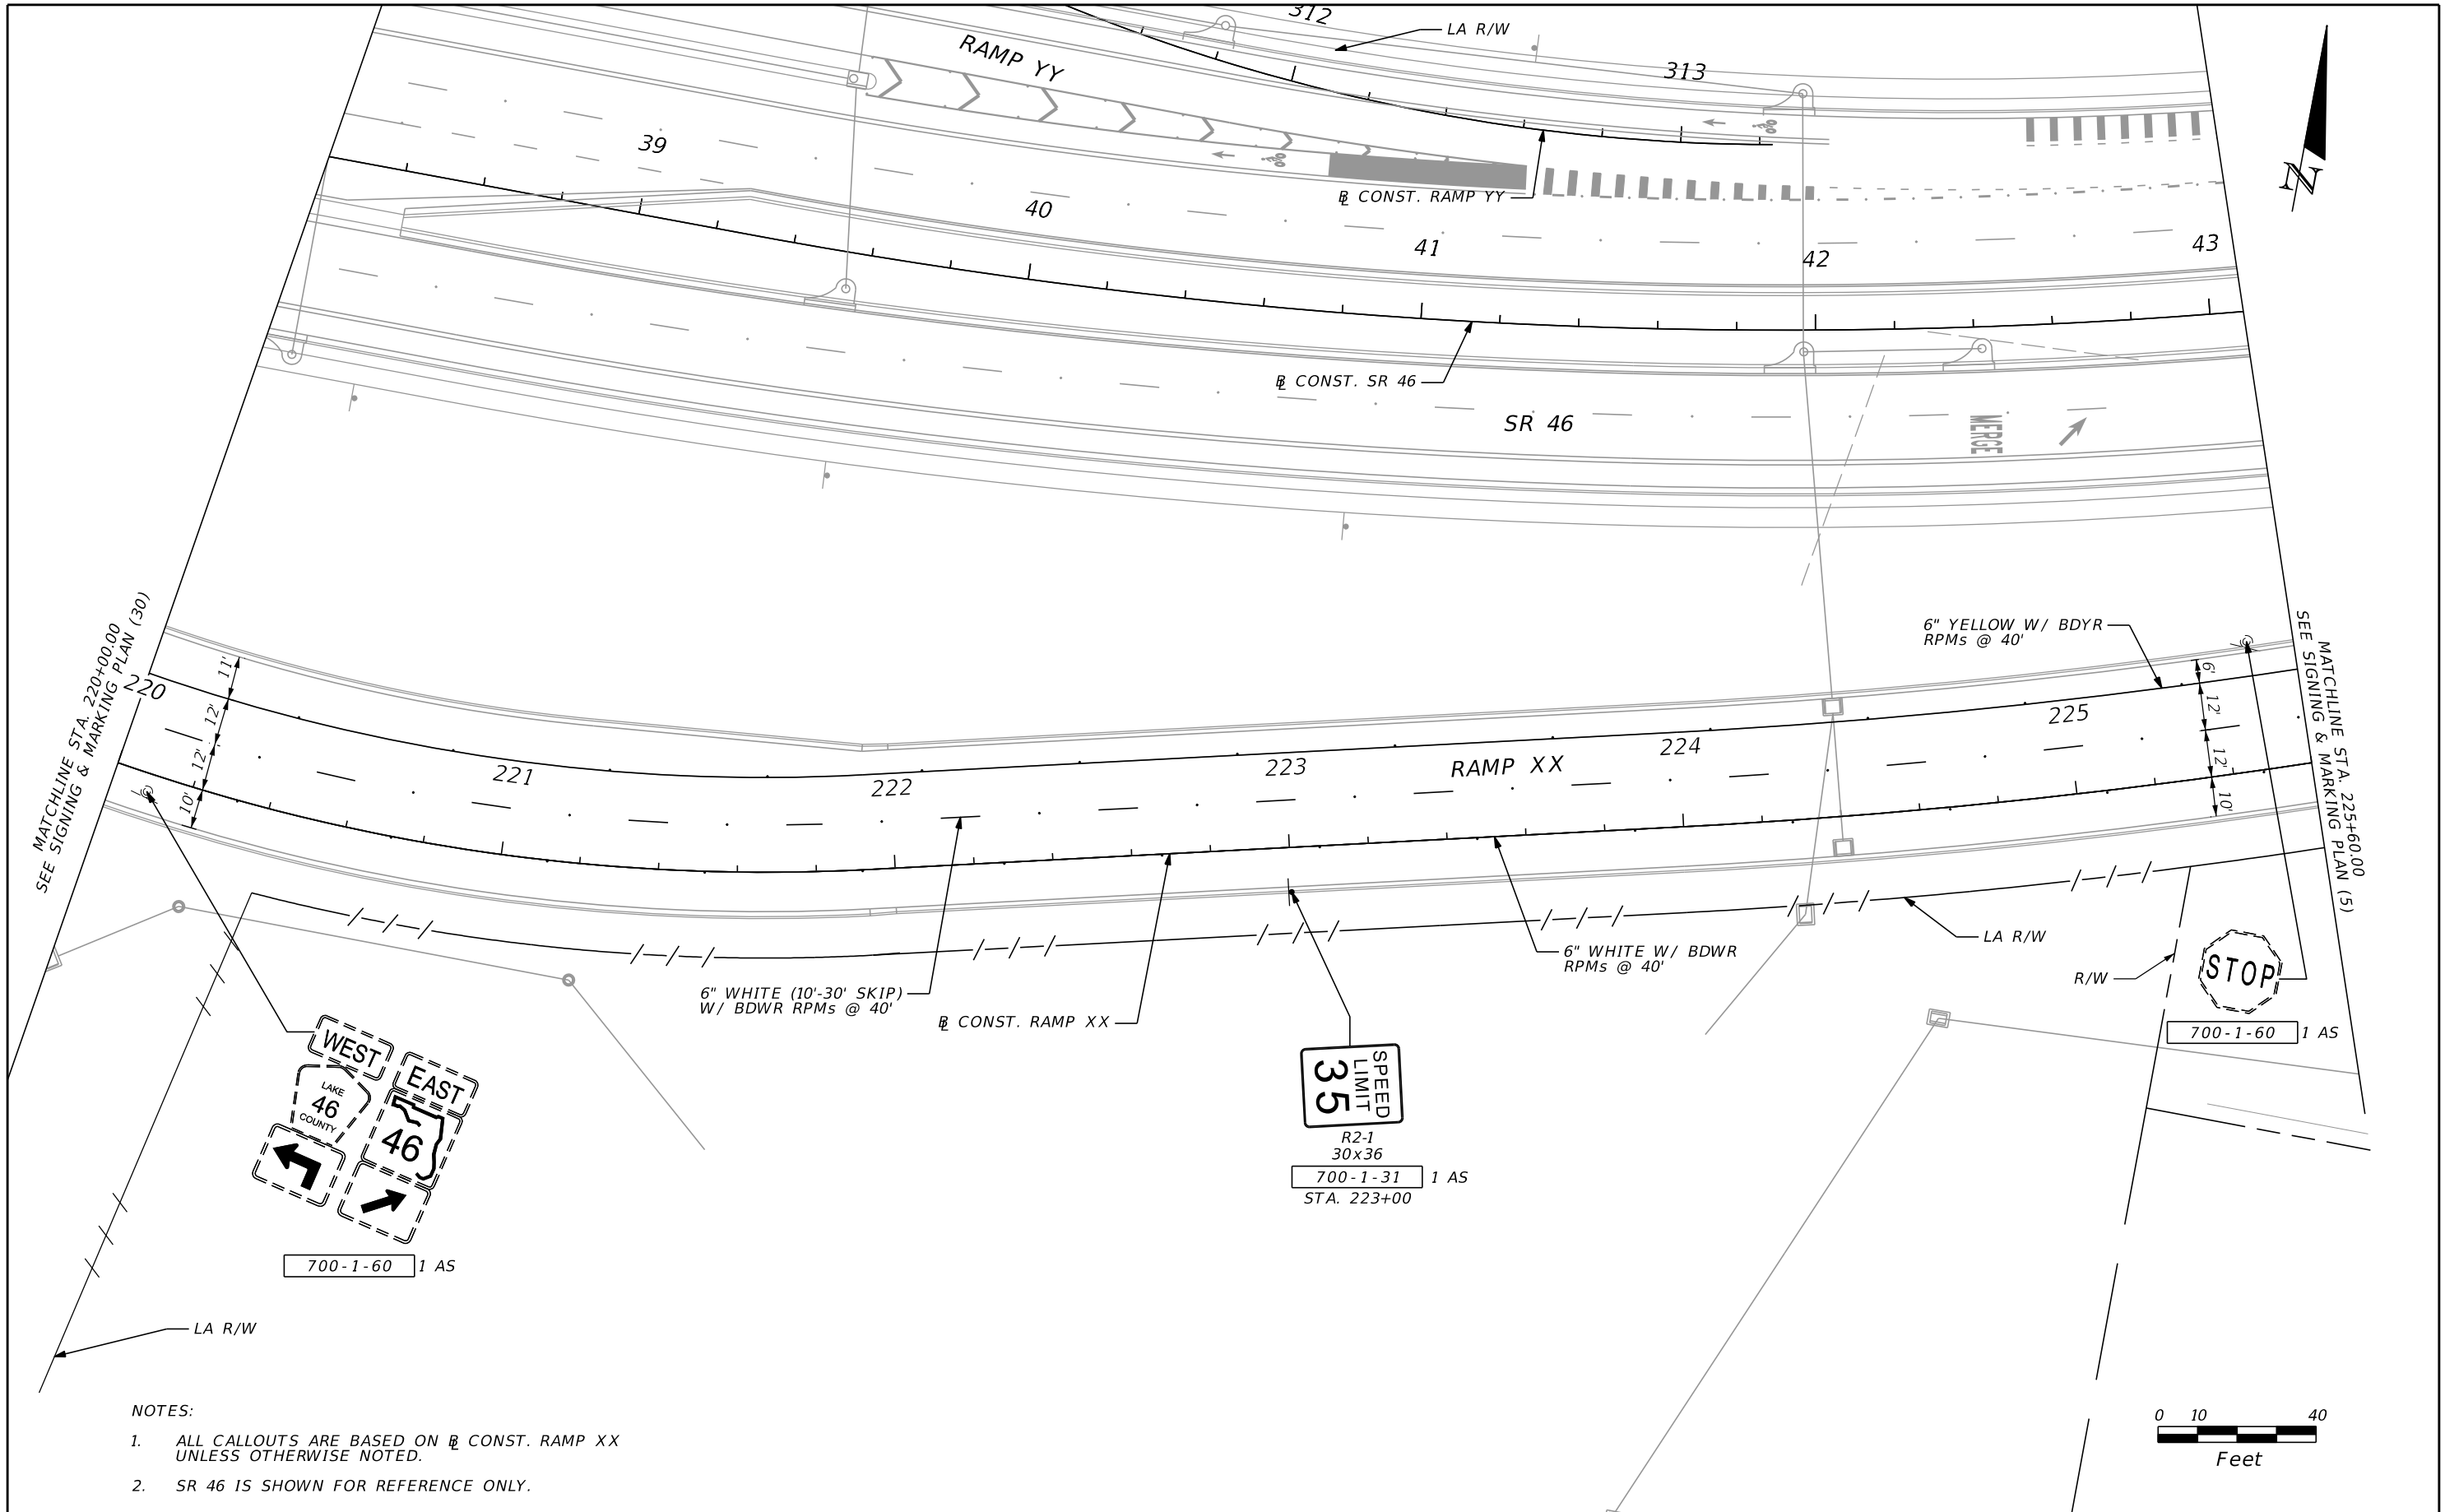 312
LA R/W
RAMP YY
313
39
N
40
℄ CONST. RAMP YY
41
42
43
℄ CONST. SR 46
SR 46
MERGE
MATCHLINE STA. 220+00.00
SEE SIGNING & MARKING PLAN (30)
220
11'
12'
12'
10'
6" YELLOW W/ BDYR
RPMs @ 40'
6'
12'
12'
10'
MATCHLINE STA. 225+60.00
SEE SIGNING & MARKING PLAN (5)
221
222
223
RAMP XX
224
225
6" WHITE (10'-30' SKIP)
W/ BDWR RPMs @ 40'
℄ CONST. RAMP XX
6" WHITE W/ BDWR
RPMs @ 40'
LA R/W
R/W
STOP
700-1-60 1 AS
WEST
LAKE
46
COUNTY
EAST
46
700-1-60 1 AS
SPEED
LIMIT
35
R2-1
30x36
700-1-31 1 AS
STA. 223+00
LA R/W
NOTES:
1. ALL CALLOUTS ARE BASED ON ℄ CONST. RAMP XX
UNLESS OTHERWISE NOTED.
2. SR 46 IS SHOWN FOR REFERENCE ONLY.
0 10 40
Feet